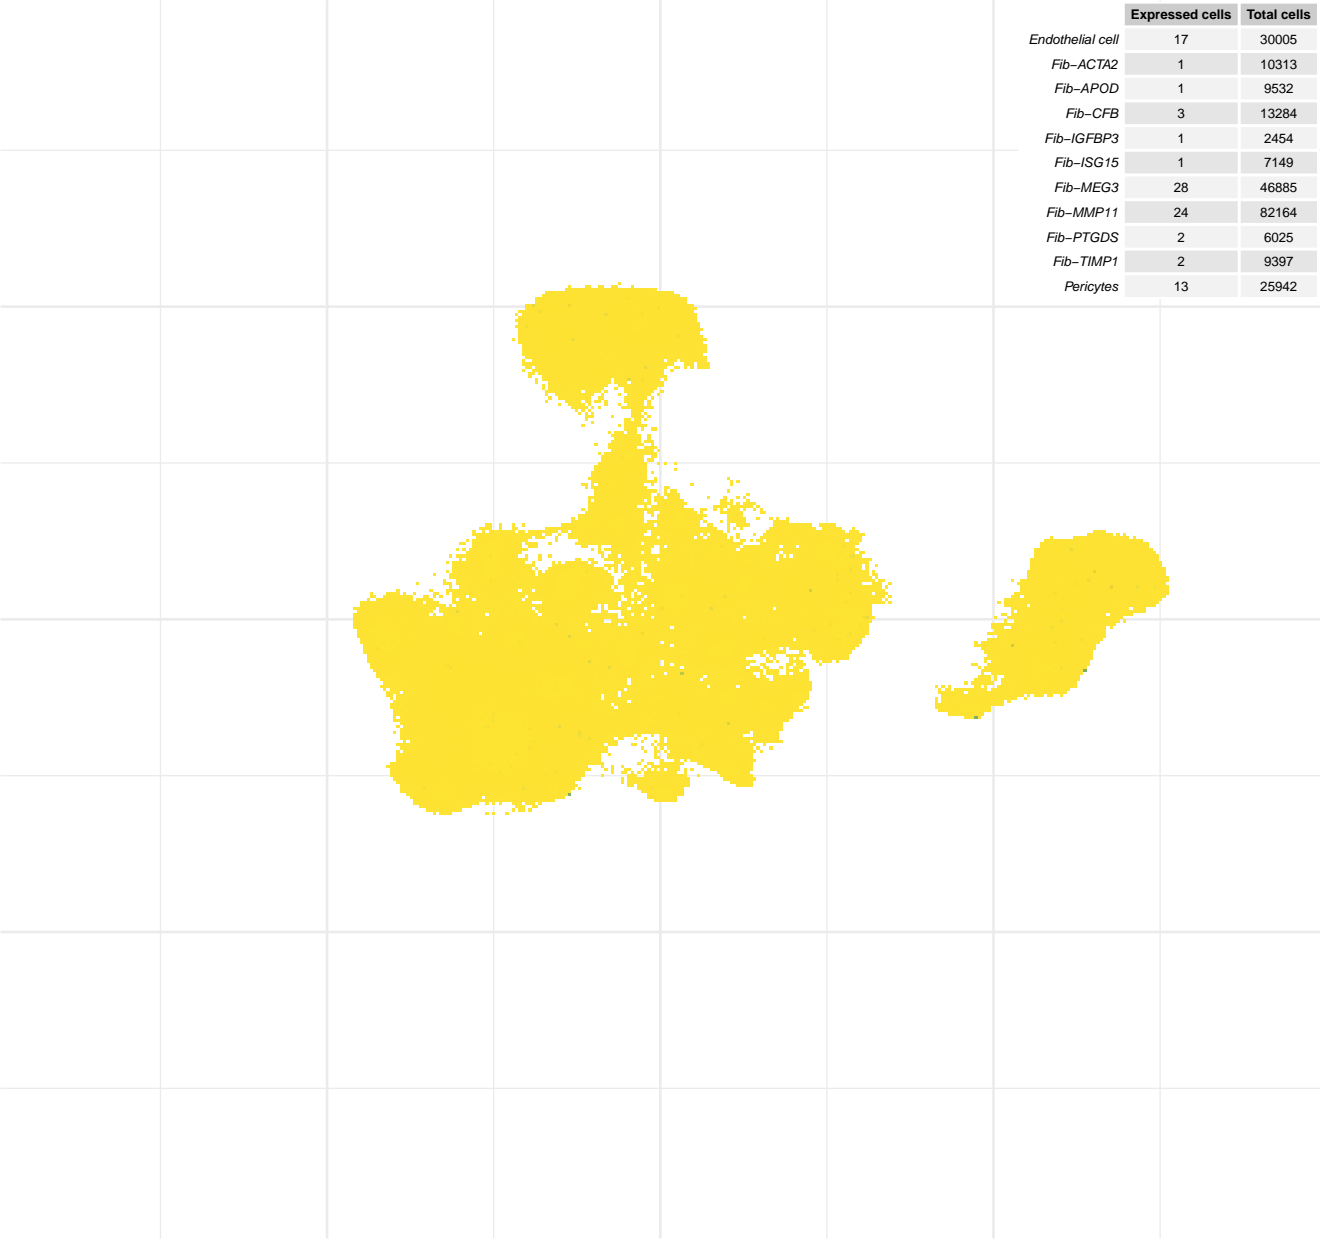 Expressed cells Total cells
Endothelial cell 17 30005
Fib−ACTA2 1 10313
Fib−APOD 1 9532
Fib−CFB 3 13284
Fib−IGFBP3 1 2454
Fib−ISG15 1 7149
Fib−MEG3 28 46885
Fib−MMP11 24 82164
Fib−PTGDS 2 6025
Fib−TIMP1 2 9397
Pericytes 13 25942